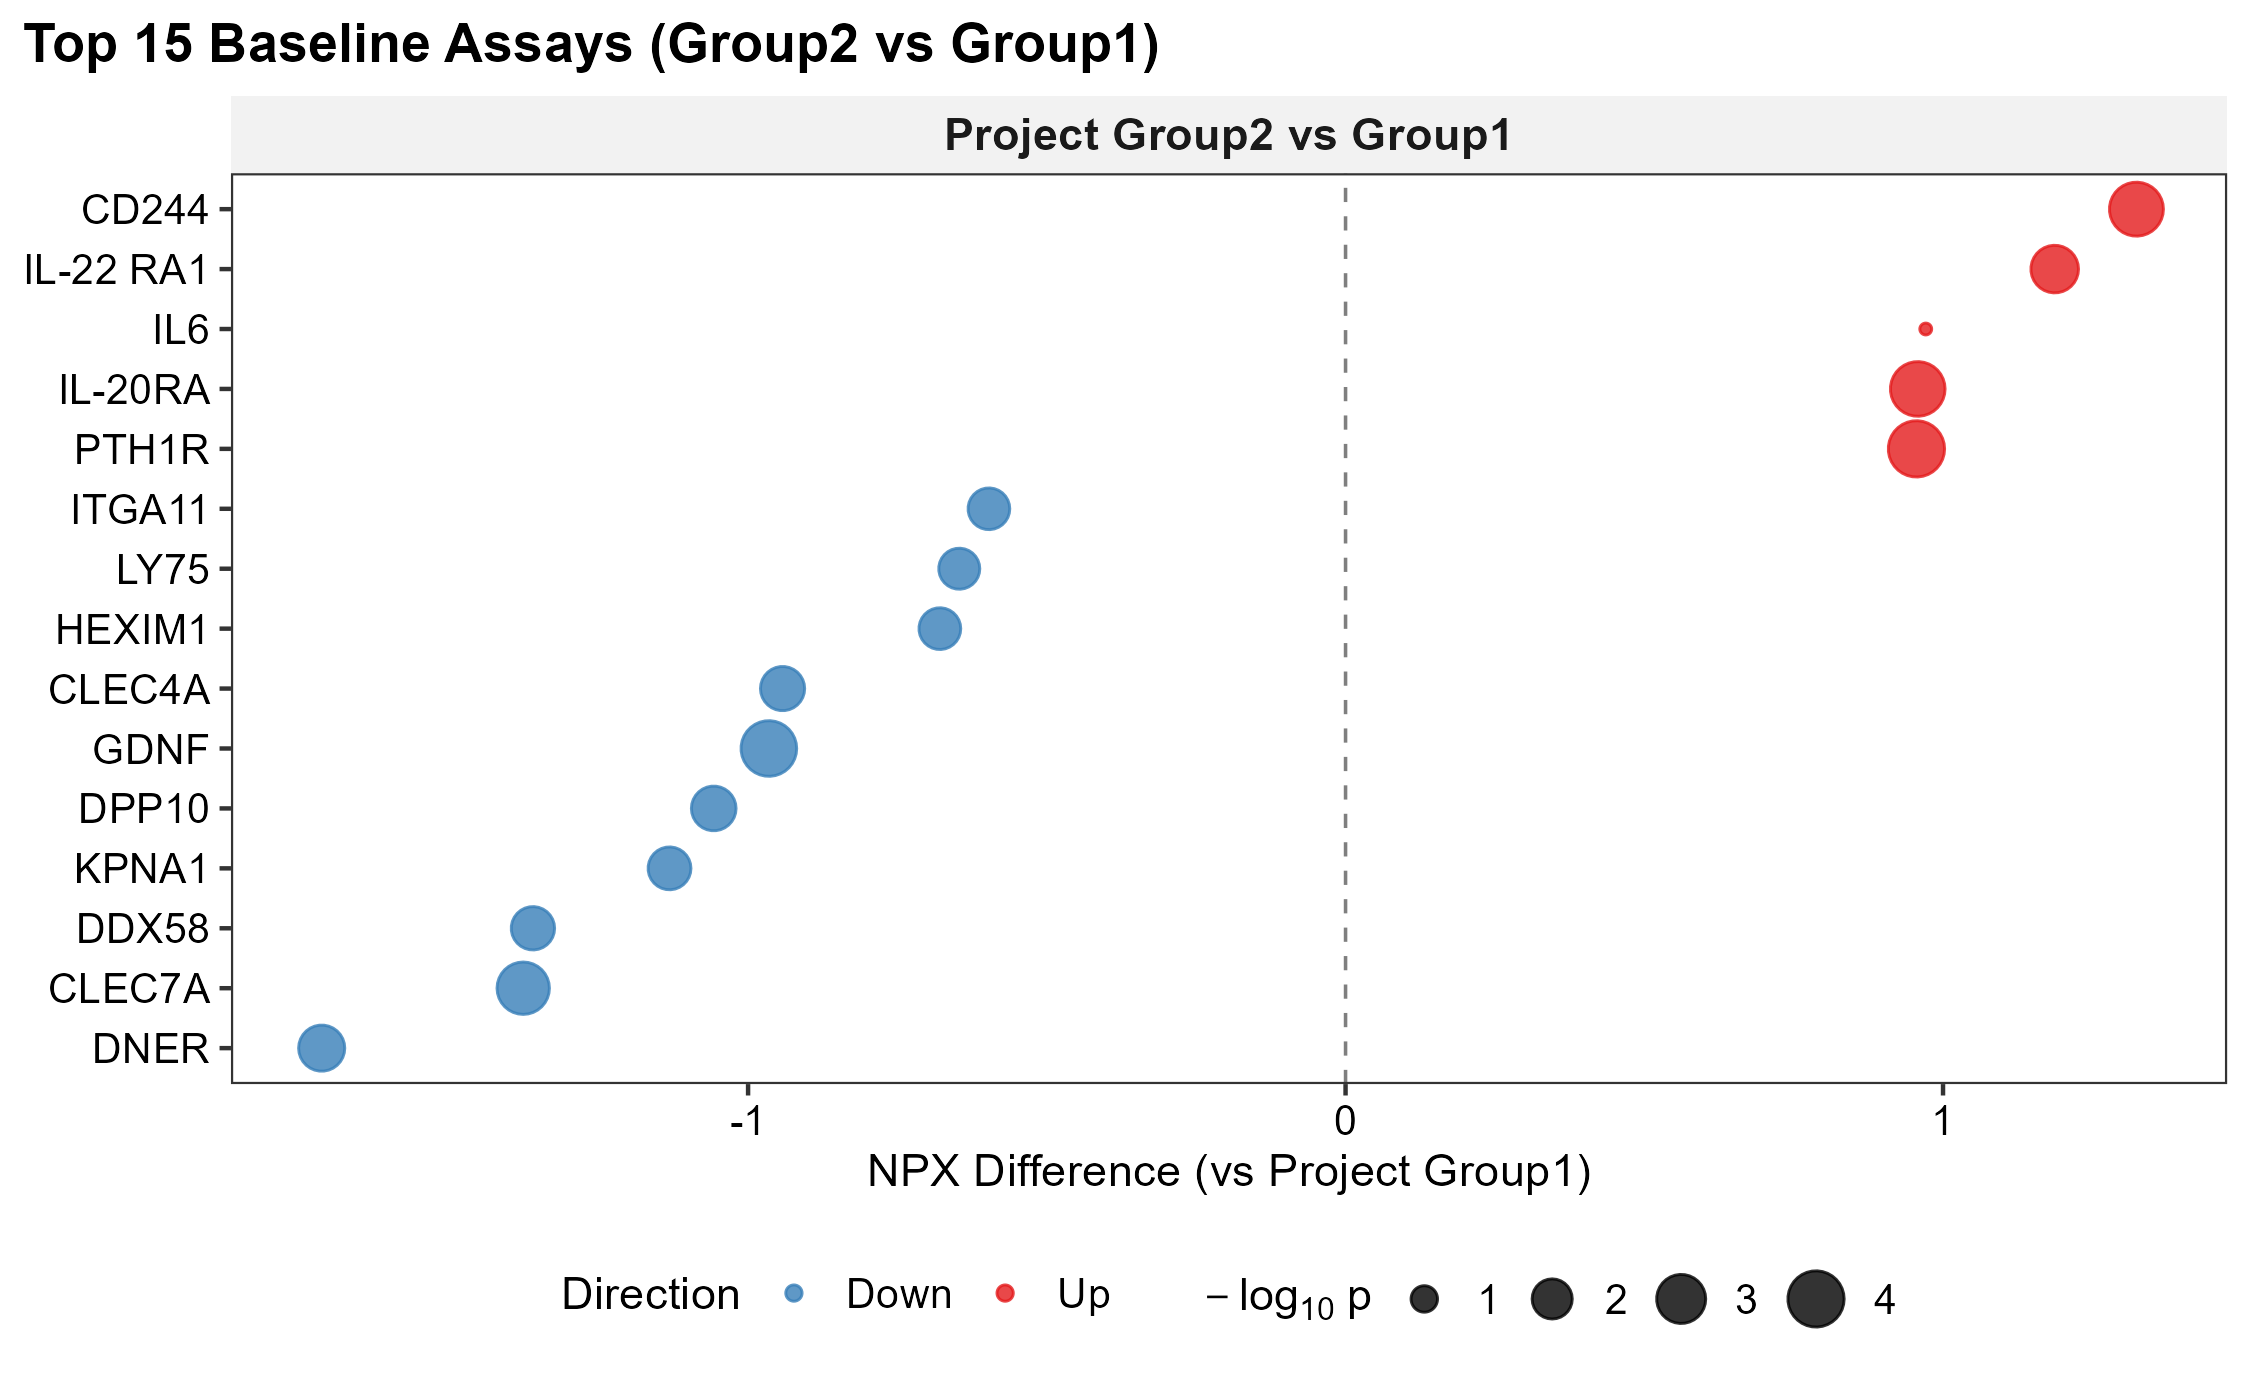 Top 15 Baseline Assays (Group2 vs Group1)
Project Group2 vs Group1
CD244
IL-22 RA1
IL6
IL-20RA
PTH1R
ITGA11
LY75
HEXIM1
CLEC4A
GDNF
DPP10
KPNA1
DDX58
CLEC7A
DNER
-1 0 1
NPX Difference (vs Project Group1)
Direction Down Up − log₁₀ p 1 2 3 4